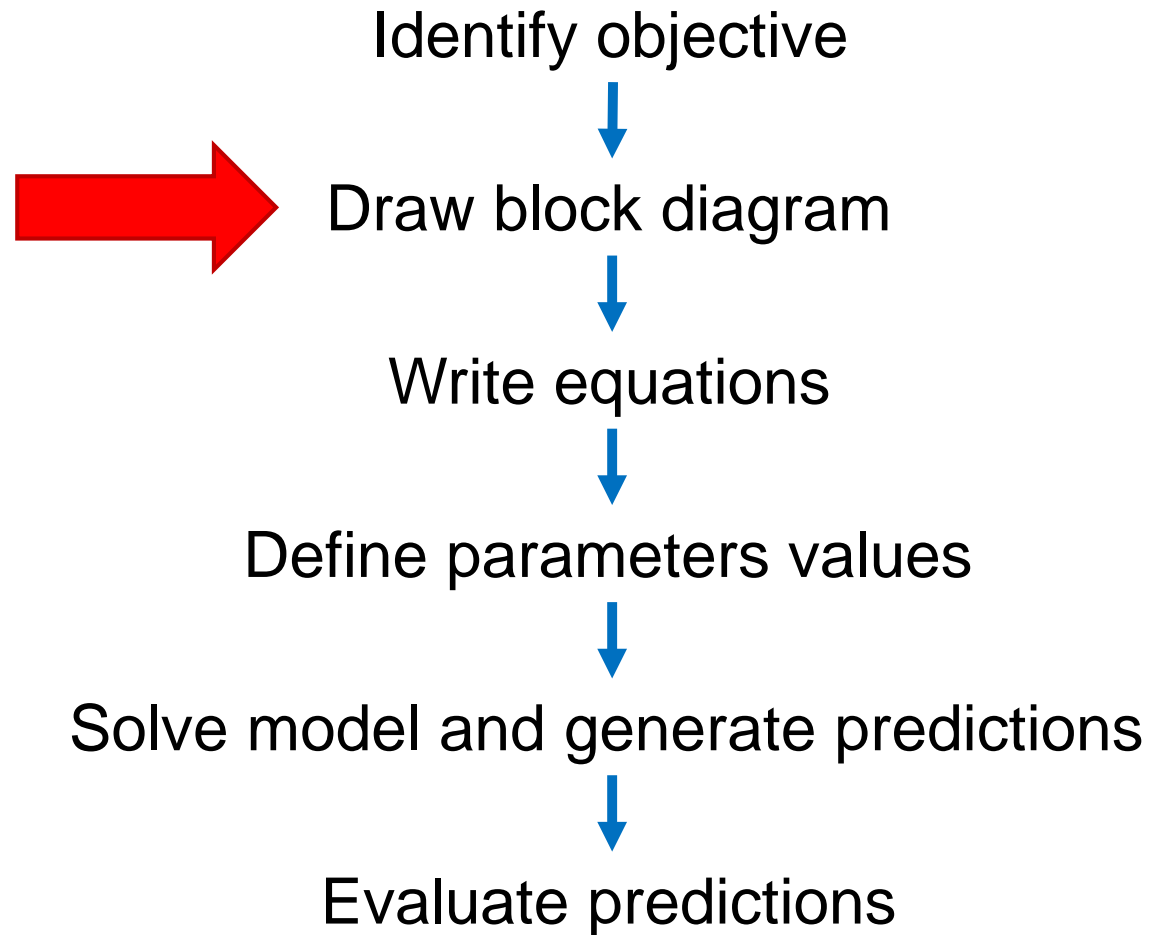 Identify objective
Draw block diagram
Write equations
Define parameters values
Solve model and generate predictions
Evaluate predictions